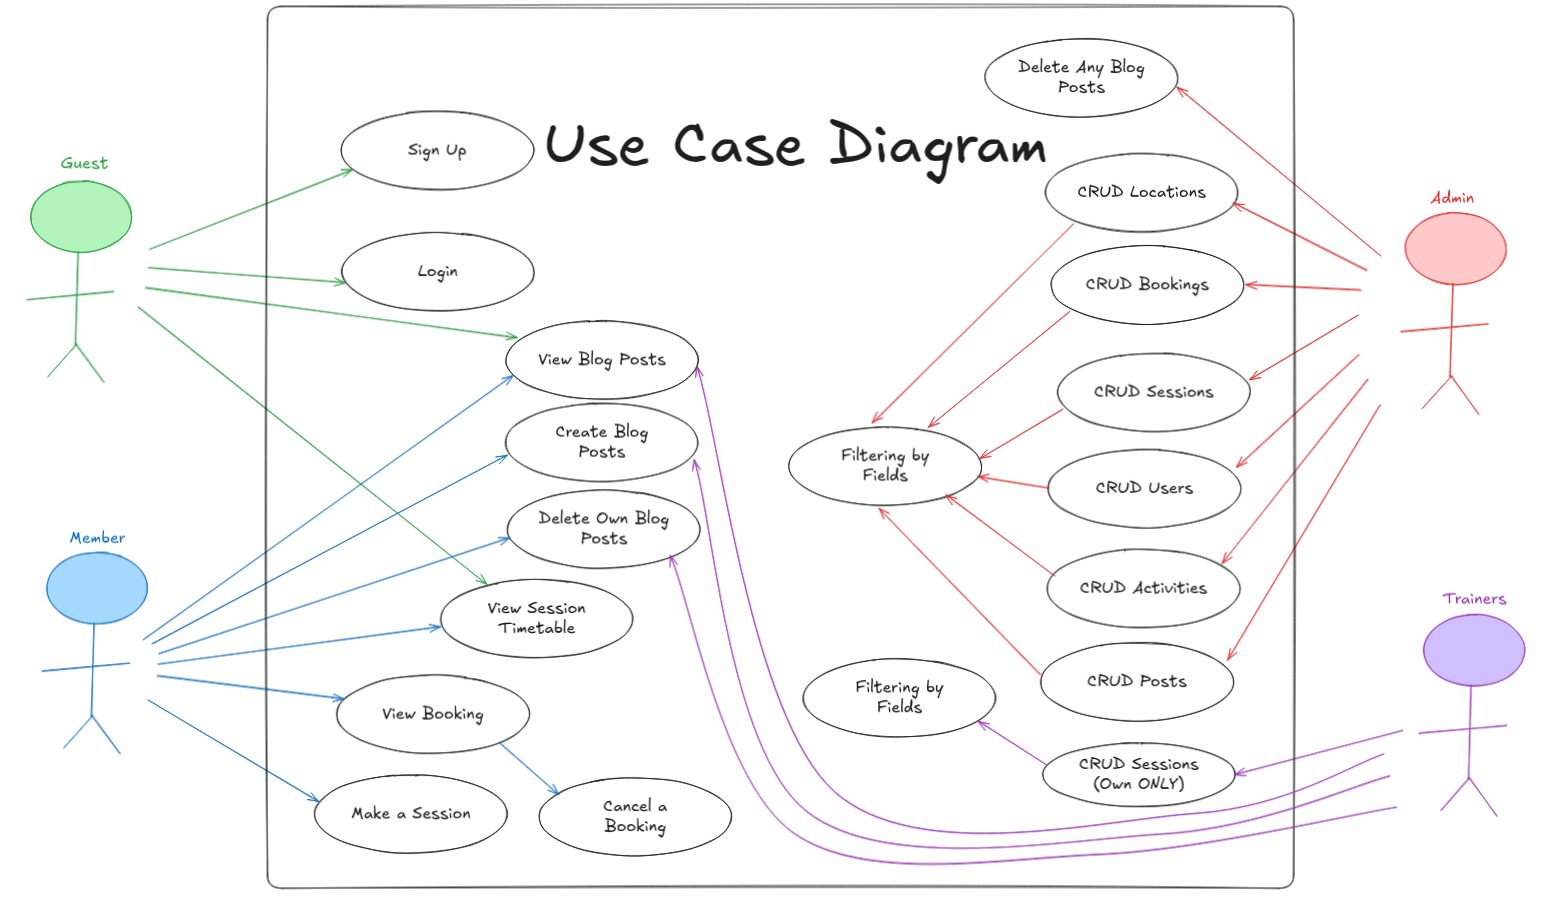 Use Case Diagram
Guest
Sign Up
Login
View Blog Posts
Create Blog
Posts
Delete Own Blog
Posts
View Session
Timetable
Member
View Booking
Make a Session
Cancel a
Booking
Delete Any Blog
Posts
CRUD Locations
CRUD Bookings
CRUD Sessions
Filtering by
Fields
CRUD Users
CRUD Activities
CRUD Posts
Filtering by
Fields
CRUD Sessions
(Own ONLY)
Admin
Trainers